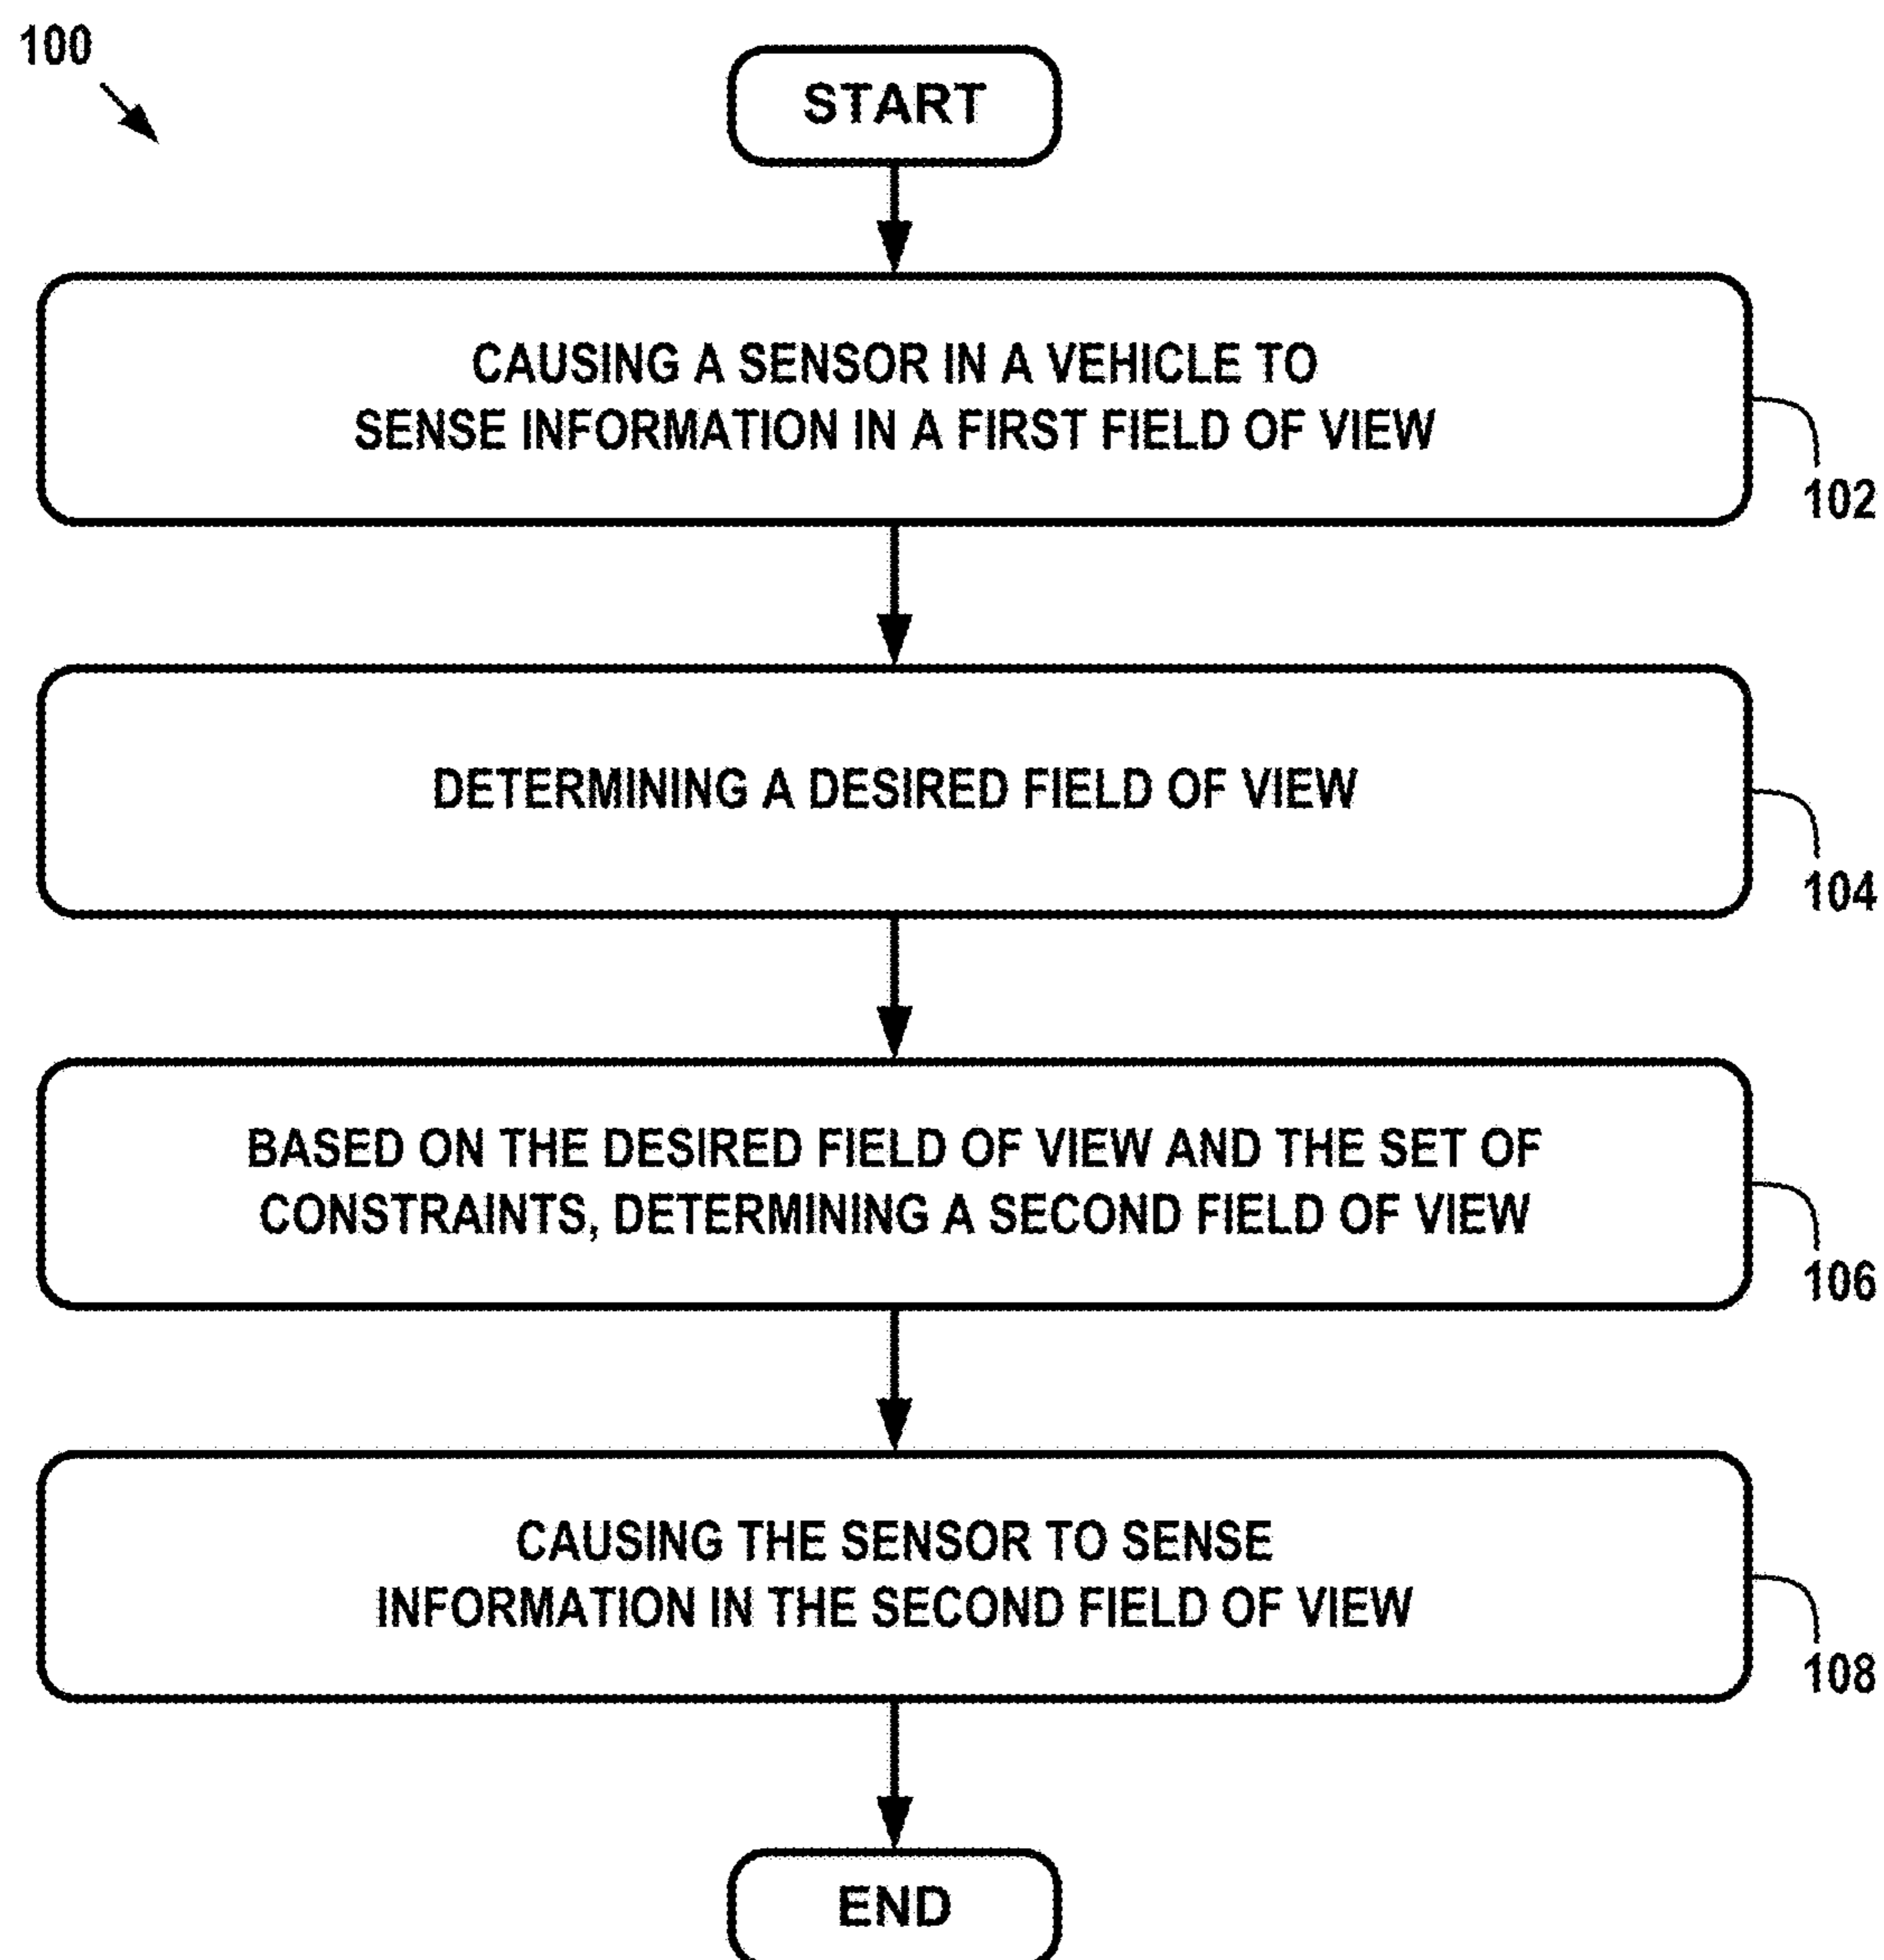 100
START
CAUSING A SENSOR IN A VEHICLE TO
SENSE INFORMATION IN A FIRST FIELD OF VIEW
102
DETERMINING A DESIRED FIELD OF VIEW
104
BASED ON THE DESIRED FIELD OF VIEW AND THE SET OF
CONSTRAINTS, DETERMINING A SECOND FIELD OF VIEW
106
CAUSING THE SENSOR TO SENSE
INFORMATION IN THE SECOND FIELD OF VIEW
108
END